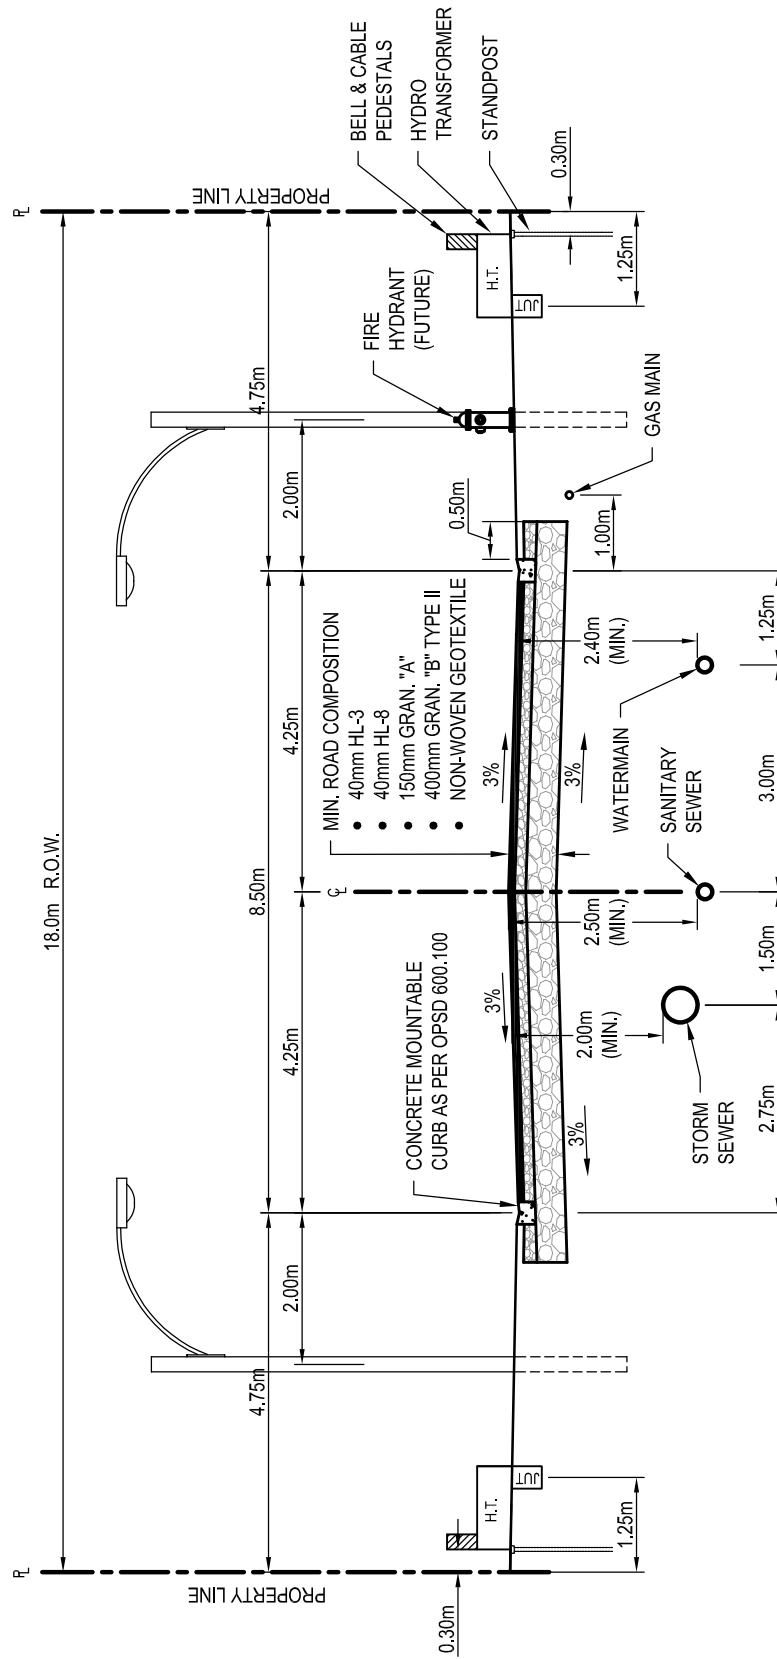 18.0m R.O.W.
4.75m
8.50m
4.75m
2.00m
4.25m
4.25m
2.00m
PROPERTY LINE
PROPERTY LINE
CONCRETE MOUNTABLE
CURB AS PER OPSD 600.100
MIN. ROAD COMPOSITION
• 40mm HL-3
• 40mm HL-8
• 150mm GRAN. "A"
• 400mm GRAN. "B" TYPE II
• NON-WOVEN GEOTEXTILE
0.50m
FIRE
HYDRANT
(FUTURE)
BELL & CABLE
PEDESTALS
HYDRO
TRANSFORMER
STANDPOST
0.30m
0.30m
H.T.
JUT
H.T.
JUT
1.25m
1.25m
3%
3%
3%
3%
2.00m
(MIN.)
2.50m
(MIN.)
2.40m
(MIN.)
1.00m
GAS MAIN
STORM
SEWER
SANITARY
SEWER
WATERMAIN
2.75m
1.50m
3.00m
1.25m